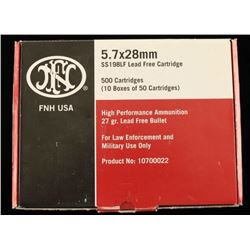 5.7x28mm
SS198LF Lead Free Cartridge
500 Cartridges
(10 Boxes of 50 Cartridges)
FN
FNH USA
High Performance Ammunition
27 gr. Lead Free Bullet
For Law Enforcement and
Military Use Only
Product No: 10700022